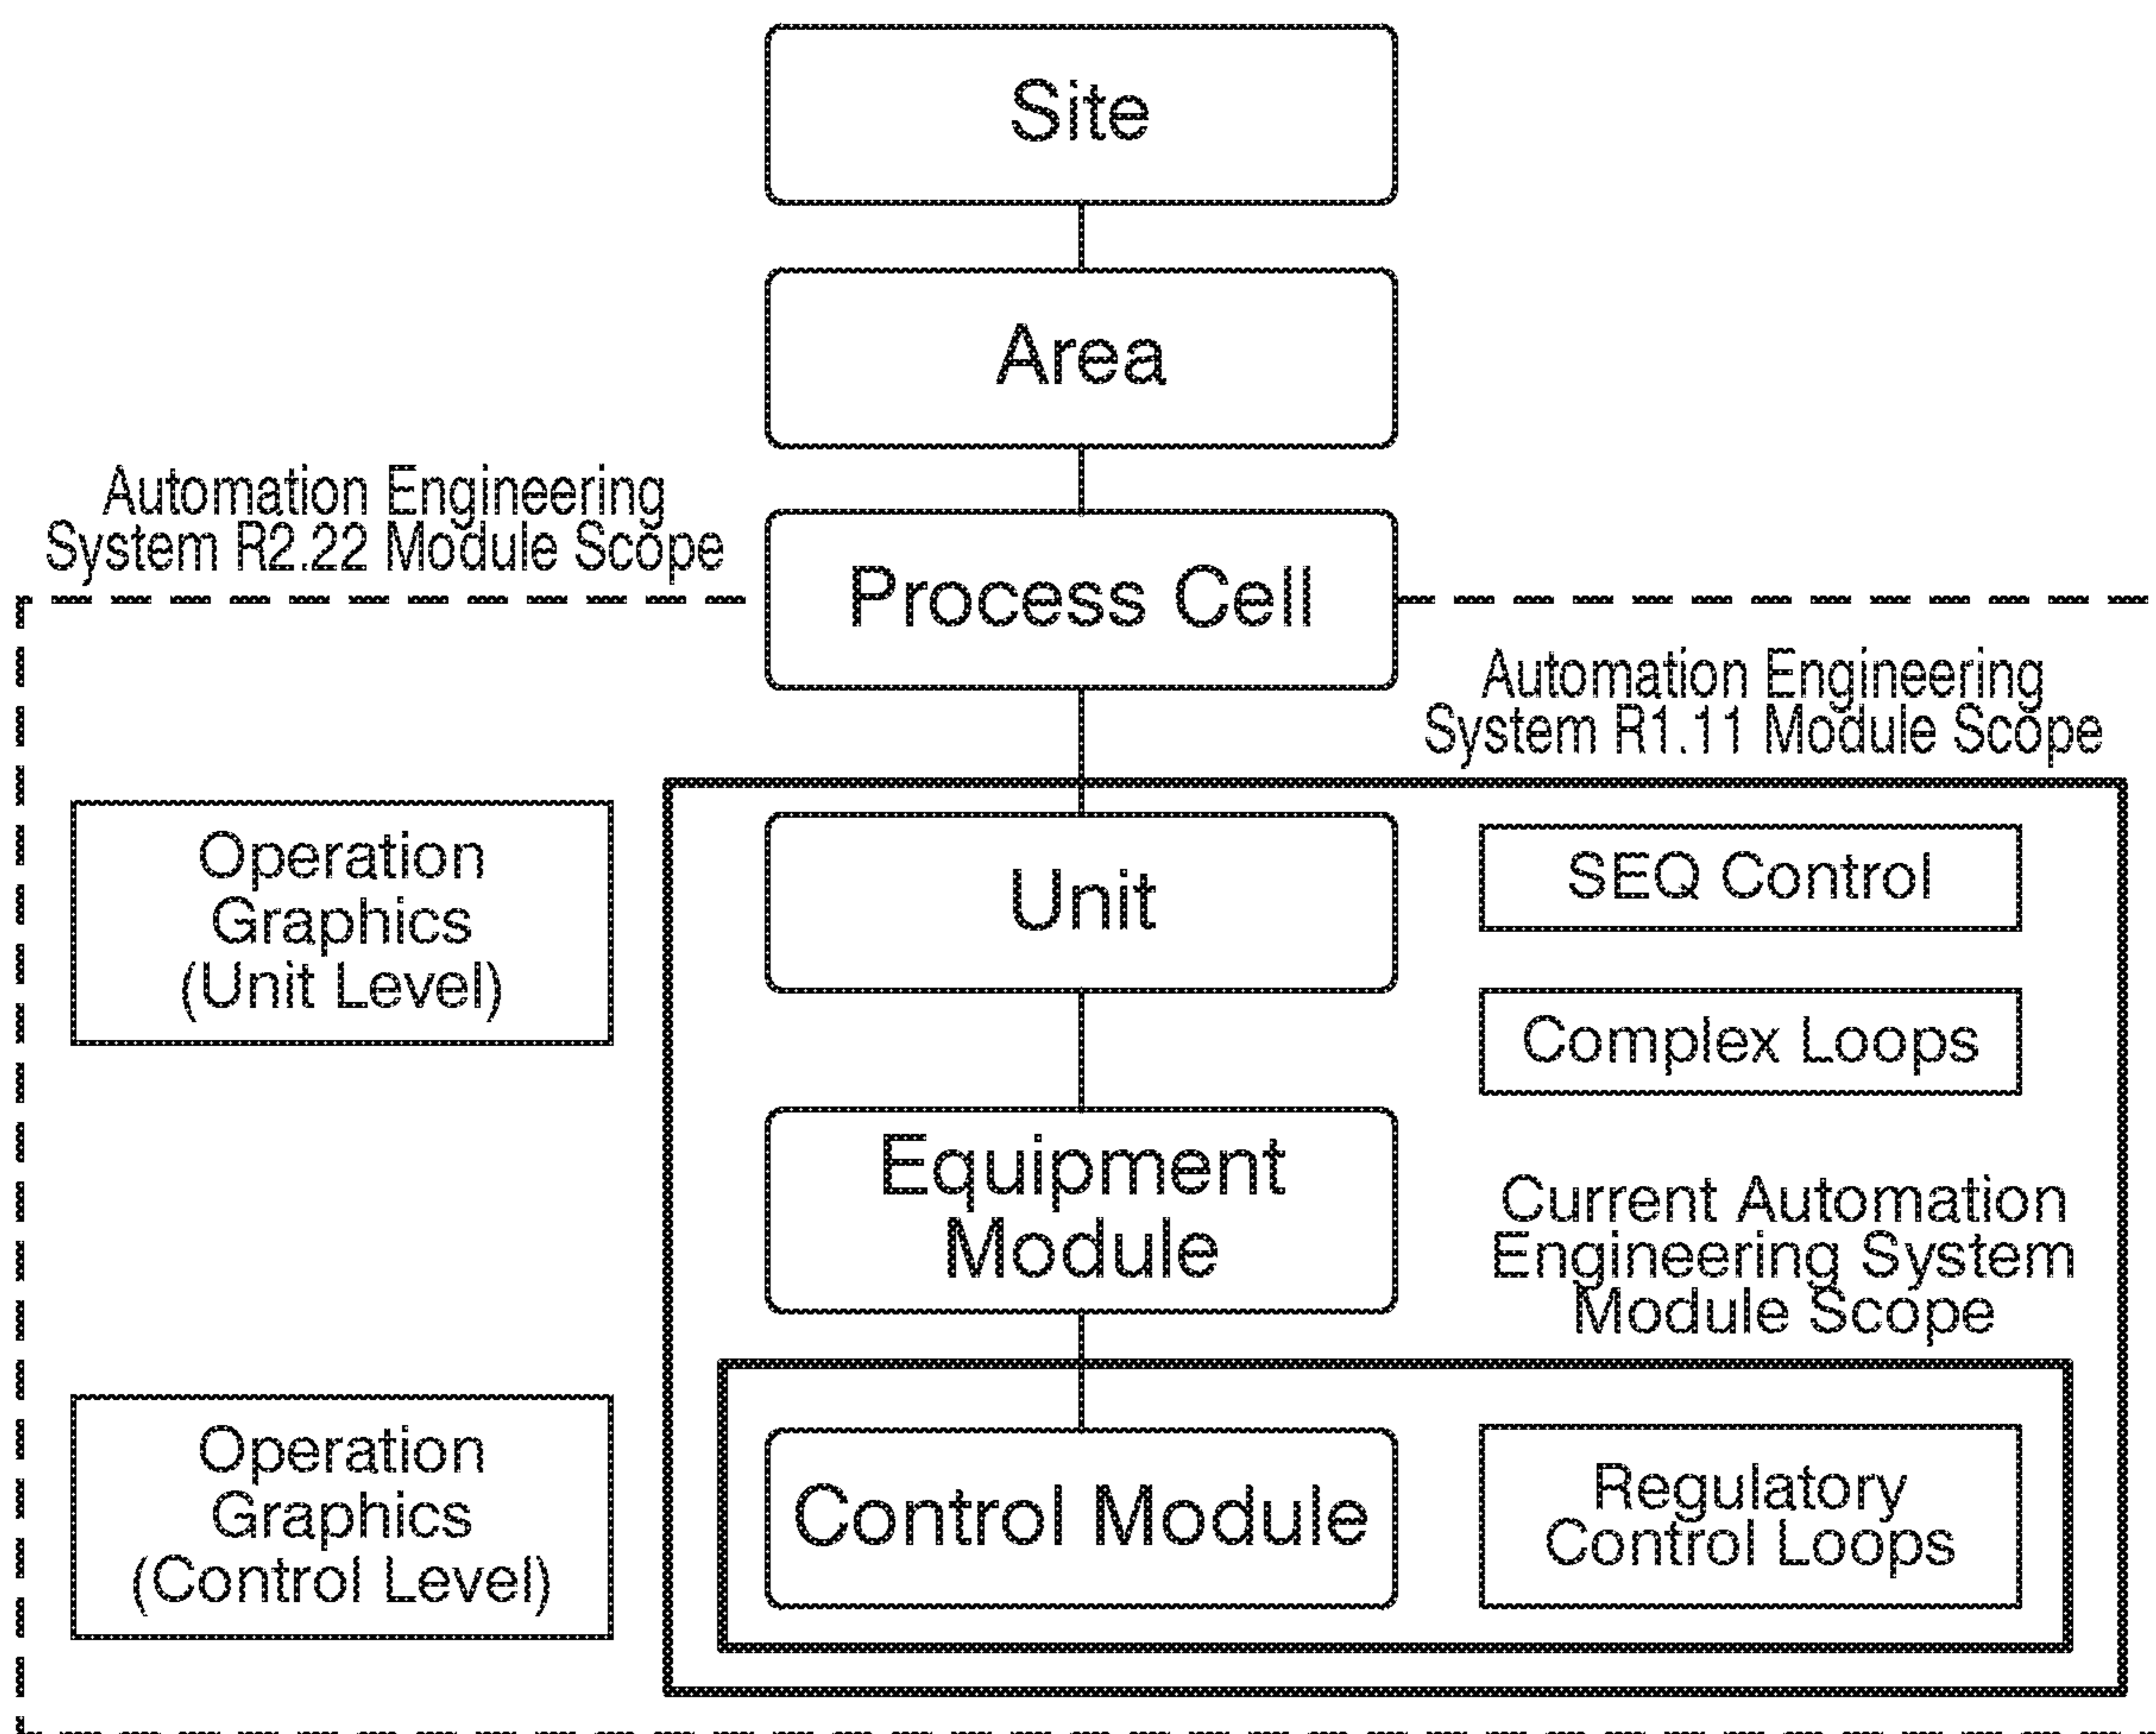 Site
Area
Automation Engineering
System R2.22 Module Scope
Process Cell
Automation Engineering
System R1.11 Module Scope
Operation
Graphics
(Unit Level)
Unit
SEQ Control
Complex Loops
Equipment
Module
Current Automation
Engineering System
Module Scope
Operation
Graphics
(Control Level)
Control Module
Regulatory
Control Loops